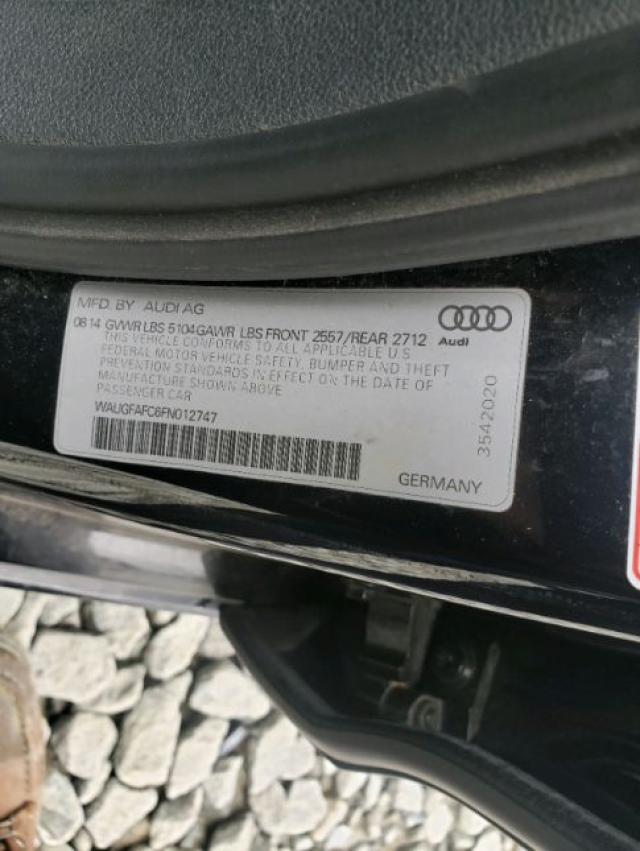 MFD. BY AUDI AG
0814 GVWR LBS 5104 GAWR LBS FRONT 2557/REAR 2712
THIS VEHICLE CONFORMS TO ALL APPLICABLE U.S
FEDERAL MOTOR VEHICLE SAFETY, BUMPER AND THEFT
PREVENTION STANDARDS IN EFFECT ON THE DATE OF
MANUFACTURE SHOWN ABOVE
PASSENGER CAR
WAUGFAFC6FN012747
GERMANY
Audi
3542020